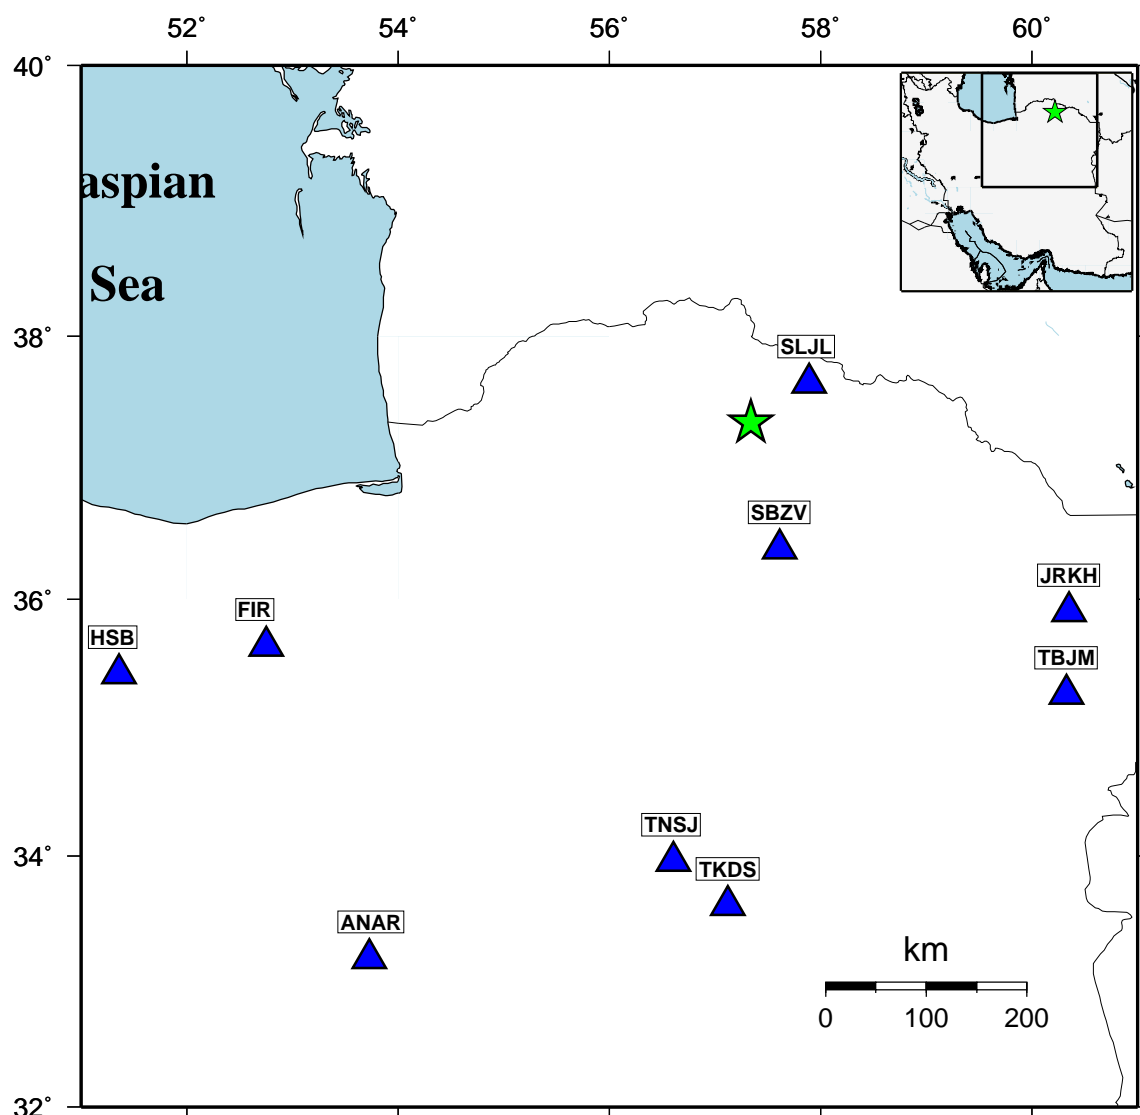 52° 54° 56° 58° 60°
40°
aspian
Sea
38°
SLJL
SBZV
36°
JRKH
FIR
HSB
TBJM
TNSJ
34°
TKDS
ANAR
km
0 100 200
32°